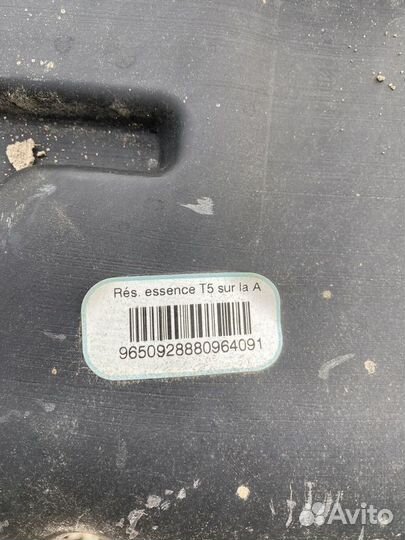 Rés. essence T5 sur la A
9650928880964091
Avito